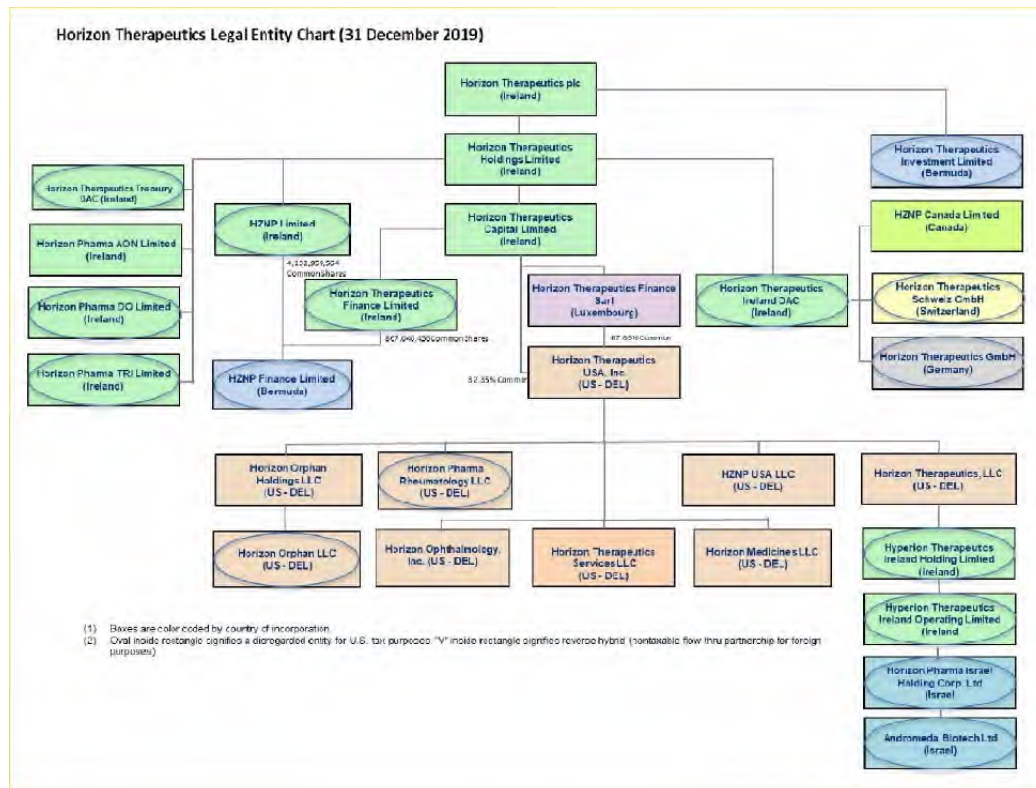 Horizon Therapeutics Legal Entity Chart (31 December 2019)
Horizon Therapeutics plc
(Ireland)
Horizon Therapeutics
Holdings Limited
(Ireland)
Horizon Therapeutics
Investment Limited
(Bermuda)
Horizon Therapeutics Treasury
DAC (Ireland)
HZNP Limited
(Ireland)
Horizon Therapeutics
Capital Limited
(Ireland)
HZNP Canada Limited
(Canada)
Horizon Pharma AON Limited
(Ireland)
Common Shares
Horizon Therapeutics
Finance Limited
(Ireland)
Horizon Therapeutics Finance
Sarl
(Luxembourg)
Horizon Therapeutics
Ireland DAC
(Ireland)
Horizon Therapeutics
Schweiz GmbH
(Switzerland)
Horizon Pharma DO Limited
(Ireland)
Common Shares
Common
Horizon Pharma TRI Limited
(Ireland)
HZNP Finance Limited
(Bermuda)
Common
Horizon Therapeutics
USA, Inc.
(US - DEL)
Horizon Therapeutics GmbH
(Germany)
Horizon Orphan
Holdings LLC
(US - DEL)
Horizon Pharma
Rheumatology LLC
(US - DEL)
HZNP USA LLC
(US - DEL)
Horizon Therapeutics, LLC
(US - DEL)
Horizon Orphan LLC
(US - DEL)
Horizon Ophthalmology,
Inc. (US - DEL)
Horizon Therapeutics
Services LLC
(US - DEL)
Horizon Medicines LLC
(US - DEL)
Hyperion Therapeutics
Ireland Holding Limited
(Ireland)
Hyperion Therapeutics
Ireland Operating Limited
(Ireland
Horizon Pharma Israel
Holding Corp. Ltd
(Israel
Andromeda Biotech Ltd
(Israel)
(1) Boxes are color coded by country of incorporation
(2) Oval inside rectangle signifies a disregarded entity for U.S. tax purposes. "V" inside rectangle signifies reverse hybrid (nontaxable flow thru partnership for foreign
purposes)